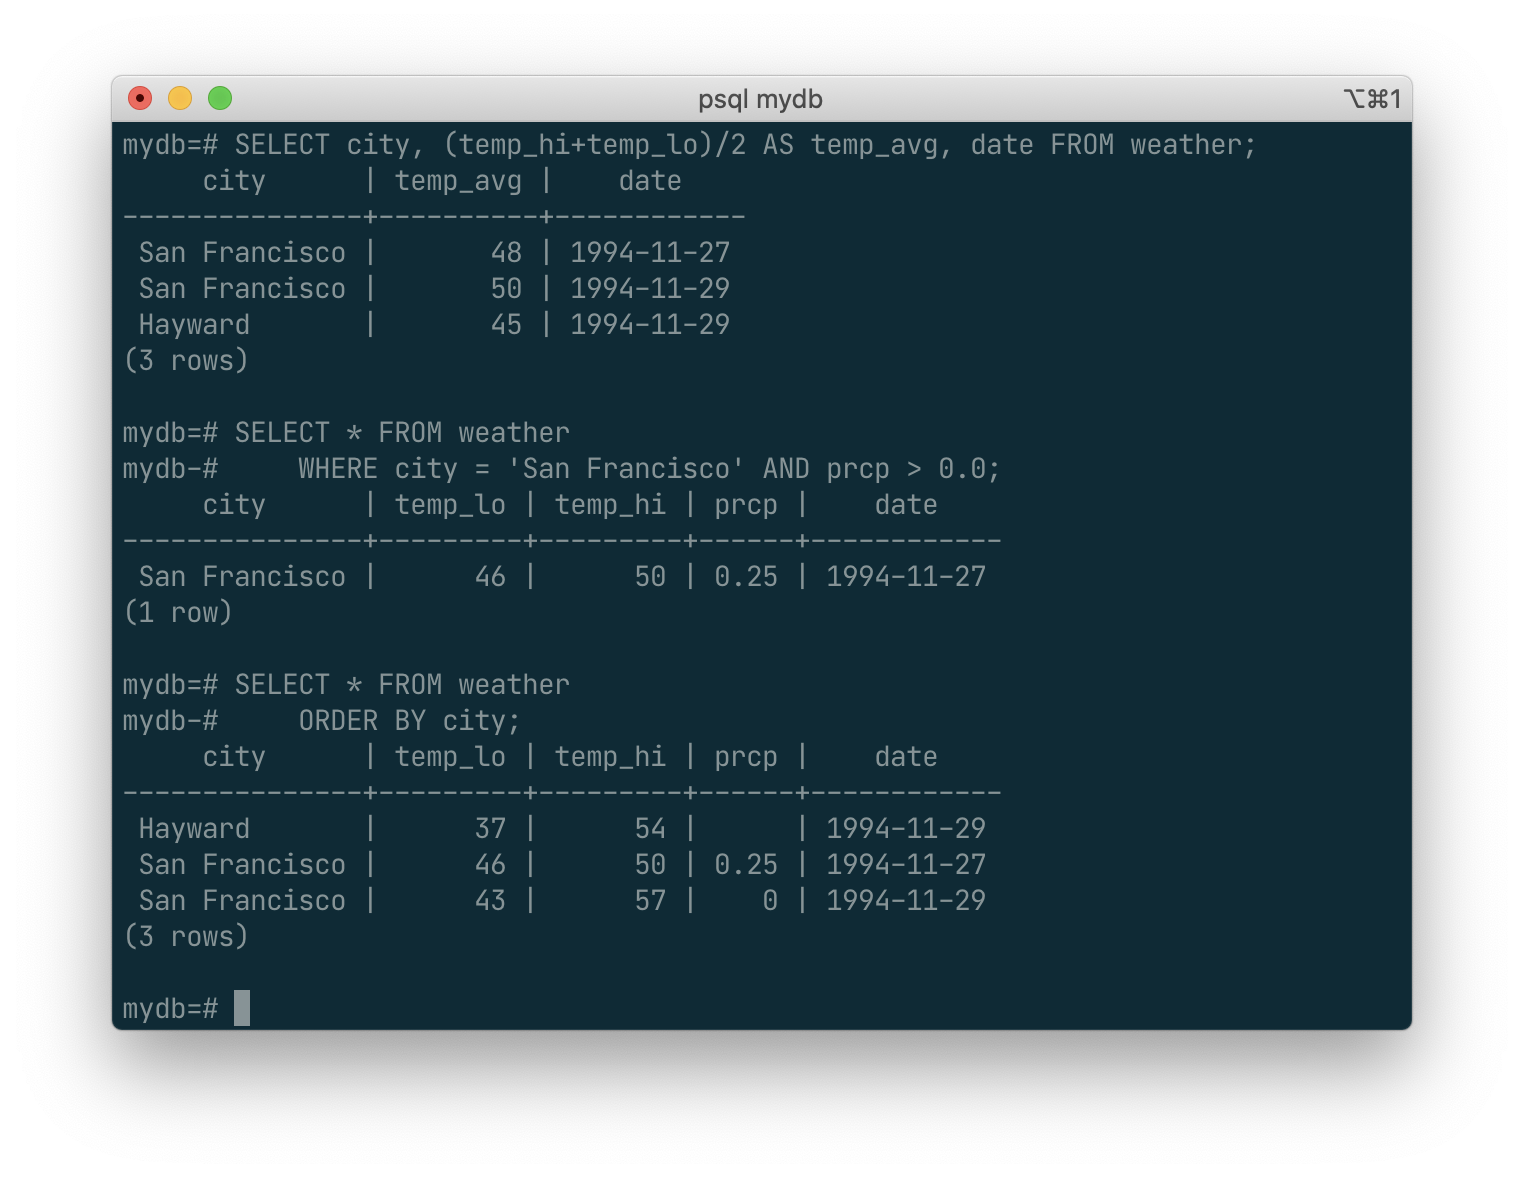 psql mydb ⌥⌘1
mydb=# SELECT city, (temp_hi+temp_lo)/2 AS temp_avg, date FROM weather;
     city      | temp_avg |    date
---------------+----------+------------
 San Francisco |       48 | 1994-11-27
 San Francisco |       50 | 1994-11-29
 Hayward       |       45 | 1994-11-29
(3 rows)

mydb=# SELECT * FROM weather
mydb-#     WHERE city = 'San Francisco' AND prcp > 0.0;
     city      | temp_lo | temp_hi | prcp |    date
---------------+---------+---------+------+------------
 San Francisco |      46 |      50 | 0.25 | 1994-11-27
(1 row)

mydb=# SELECT * FROM weather
mydb-#     ORDER BY city;
     city      | temp_lo | temp_hi | prcp |    date
---------------+---------+---------+------+------------
 Hayward       |      37 |      54 |      | 1994-11-29
 San Francisco |      46 |      50 | 0.25 | 1994-11-27
 San Francisco |      43 |      57 |    0 | 1994-11-29
(3 rows)

mydb=#